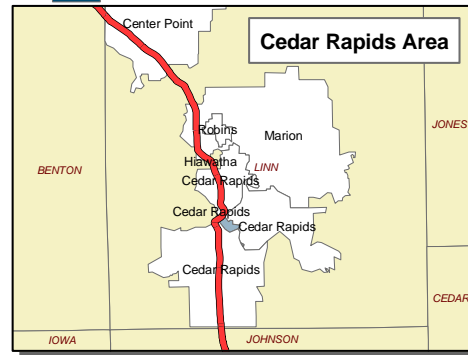 Center Point
Cedar Rapids Area
JONES
Robins
Marion
BENTON
Hiawatha
LINN
Cedar Rapids
Cedar Rapids
Cedar Rapids
Cedar Rapids
CEDAR
IOWA
JOHNSON